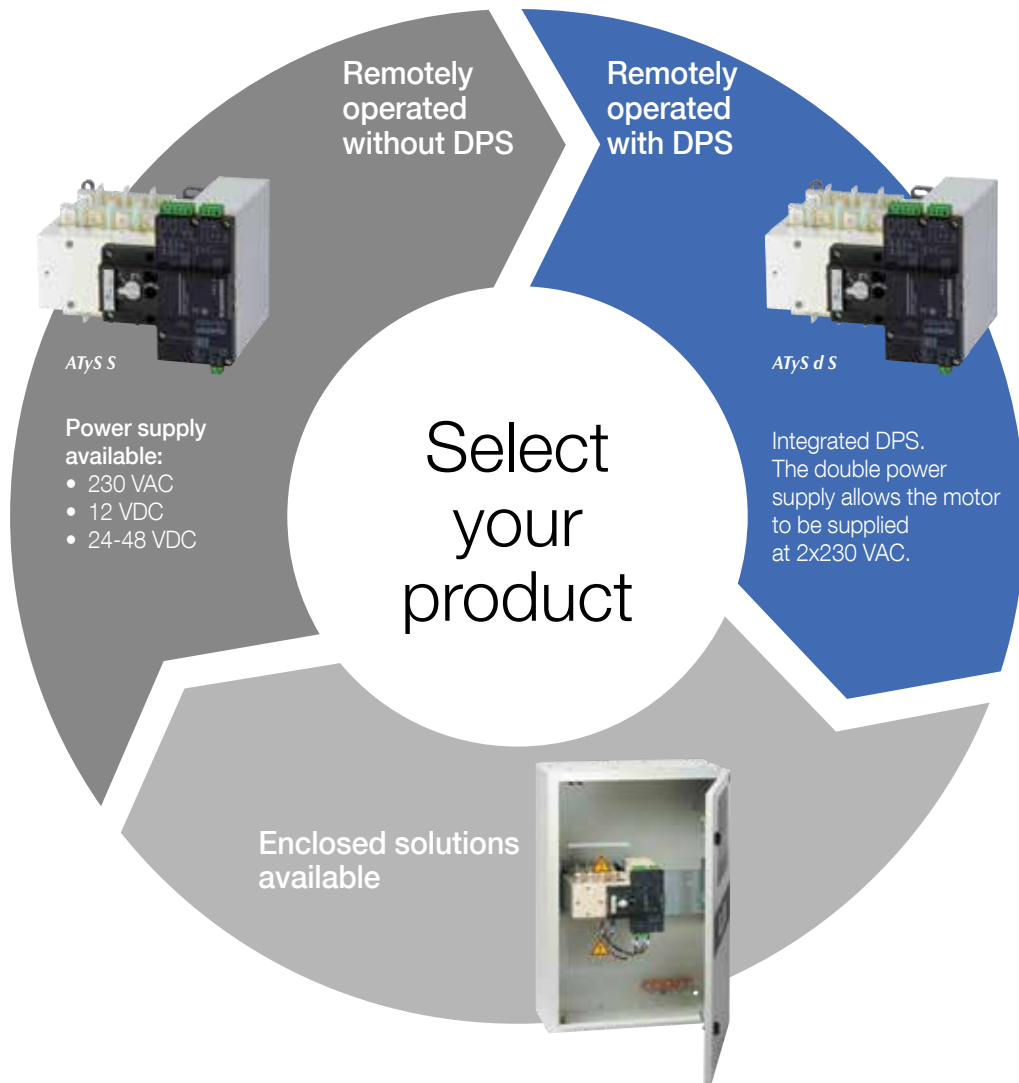 Remotely
operated
without DPS
Remotely
operated
with DPS
ATyS S
ATyS d S
Power supply
available:
• 230 VAC
• 12 VDC
• 24-48 VDC
Select
your
product
Integrated DPS.
The double power
supply allows the motor
to be supplied
at 2x230 VAC.
Enclosed solutions
available